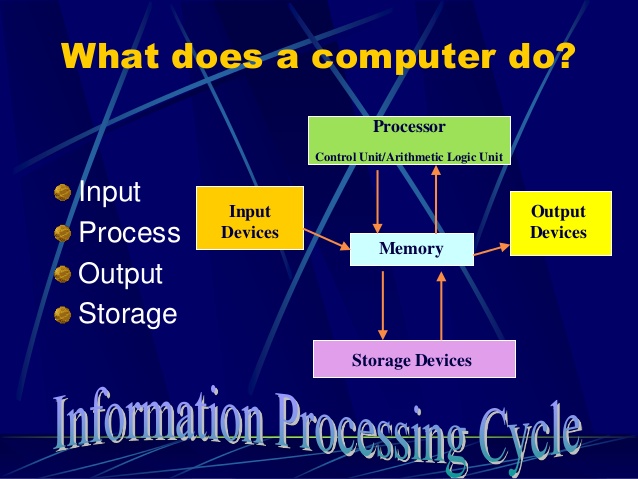 What does a computer do?
Input
Process
Output
Storage
Processor
Control Unit/Arithmetic Logic Unit
Input
Devices
Memory
Output
Devices
Storage Devices
Information Processing Cycle